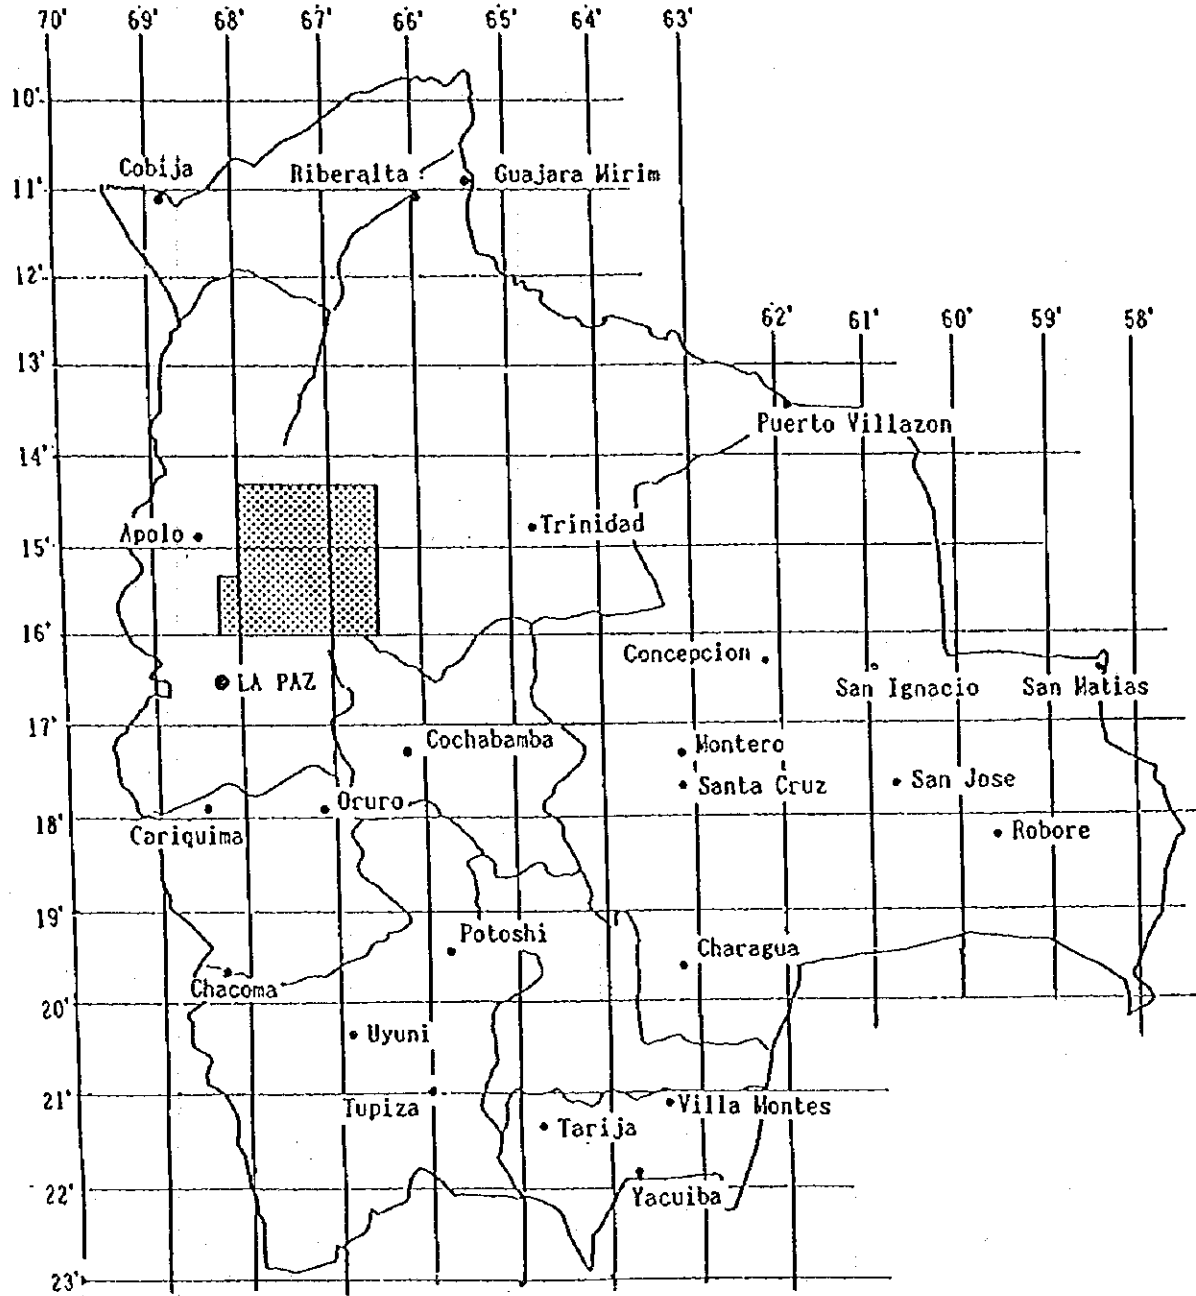 70' 69' 68' 67' 66' 65' 64' 63'
10'
Cobija Riberalta Guajara Mirim
11'
12'
62' 61' 60' 59' 58'
13'
Puerto Villazon
14'
Trinidad
Apolo
15'
16'
Concepcion
LA PAZ San Ignacio San Matias
17'
Cochabamba Montero
San Jose
Santa Cruz
Oruro
18'
Cariquima Robore
19'
Potoshi Charagua
Chacoma
20'
Uyuni
21'
Tupiza Villa Montes
Tarija
22'
Yacuiba
23'